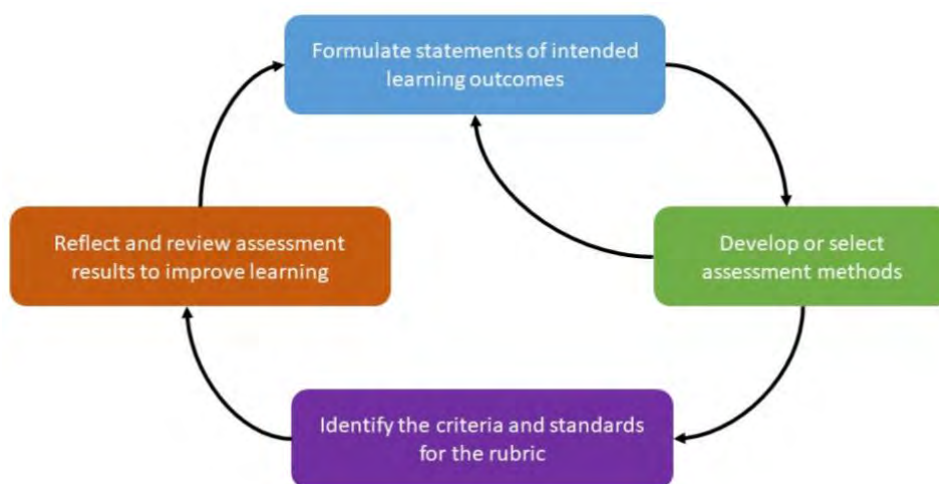 Formulate statements of intended
learning outcomes
Develop or select
assessment methods
Identify the criteria and standards
for the rubric
Reflect and review assessment
results to improve learning